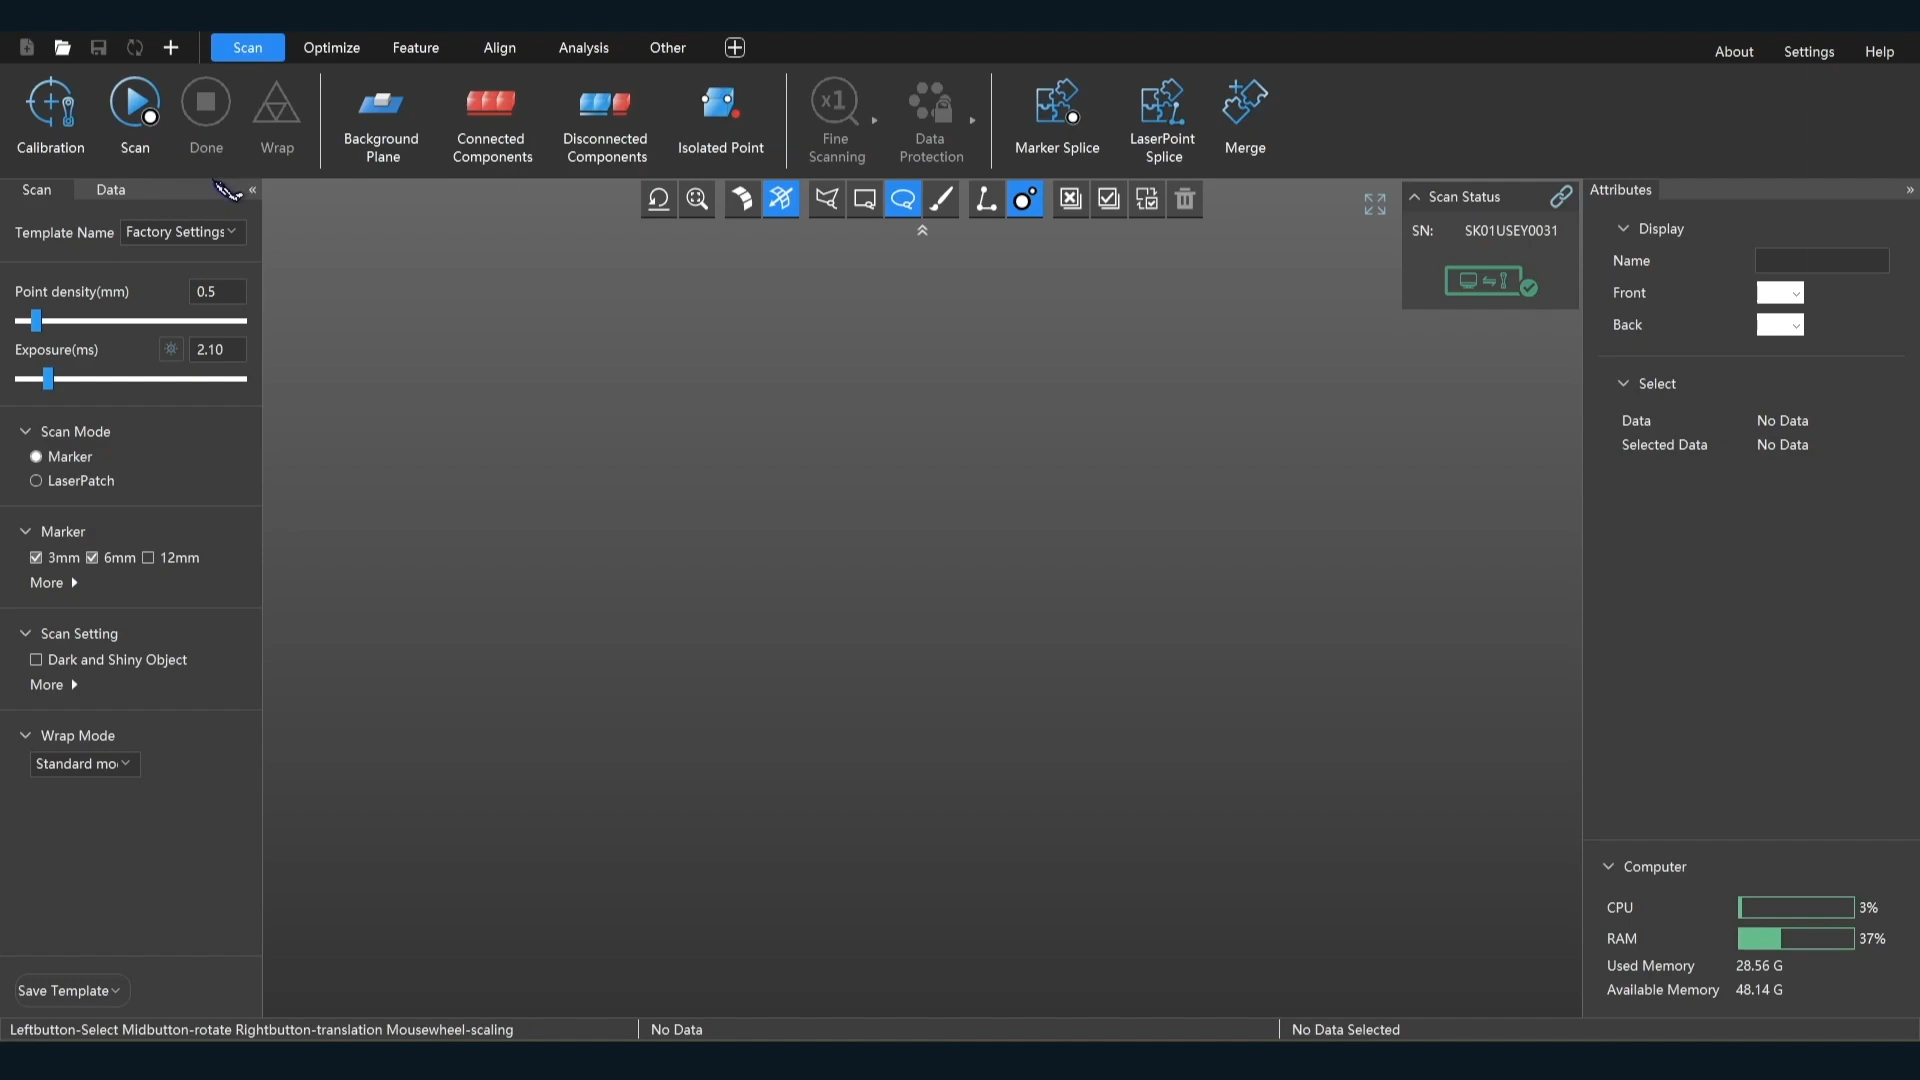 Scan Optimize Feature Align Analysis Other
About Settings Help
Calibration Scan Done Wrap
Background Plane
Connected Components
Disconnected Components
Isolated Point
x1
Fine Scanning
Data Protection
Marker Splice
LaserPoint Splice
Merge
Scan Data
Template Name Factory Settings
Point density(mm) 0.5
Exposure(ms) 2.10
Scan Mode
Marker
LaserPatch
Marker
3mm 6mm 12mm
More
Scan Setting
Dark and Shiny Object
More
Wrap Mode
Standard mo
Save Template
Scan Status
SN: SK01USEY0031
Attributes
Display
Name
Front
Back
Select
Data No Data
Selected Data No Data
Computer
CPU 3%
RAM 37%
Used Memory 28.56 G
Available Memory 48.14 G
Leftbutton-Select Midbutton-rotate Rightbutton-translation Mousewheel-scaling
No Data
No Data Selected